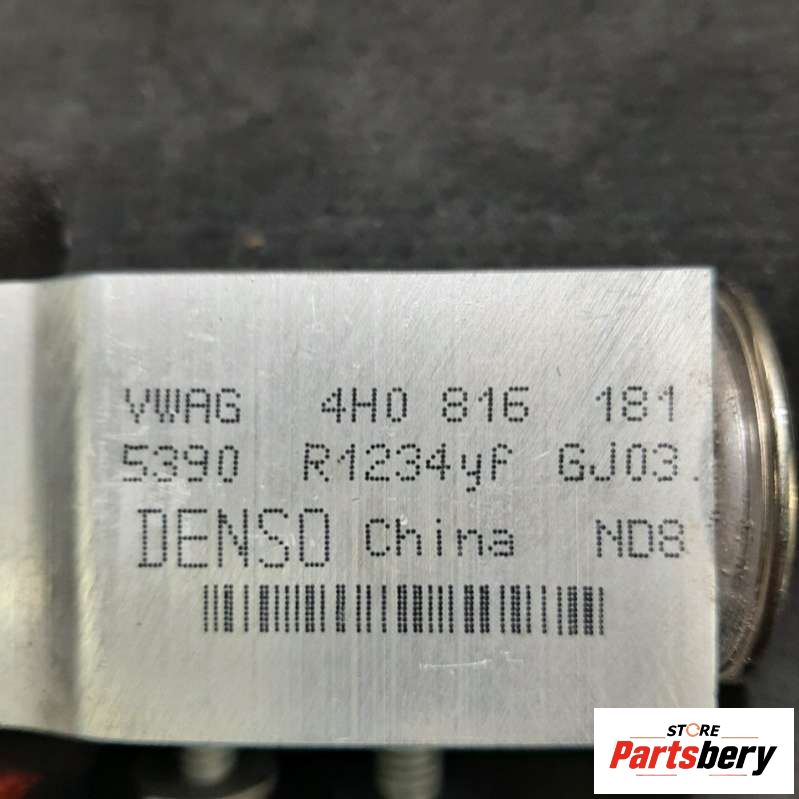 VWAG 4H0 816 181
5390 R1234yf GJ03.
DENSO China ND8
STORE
Partsbery